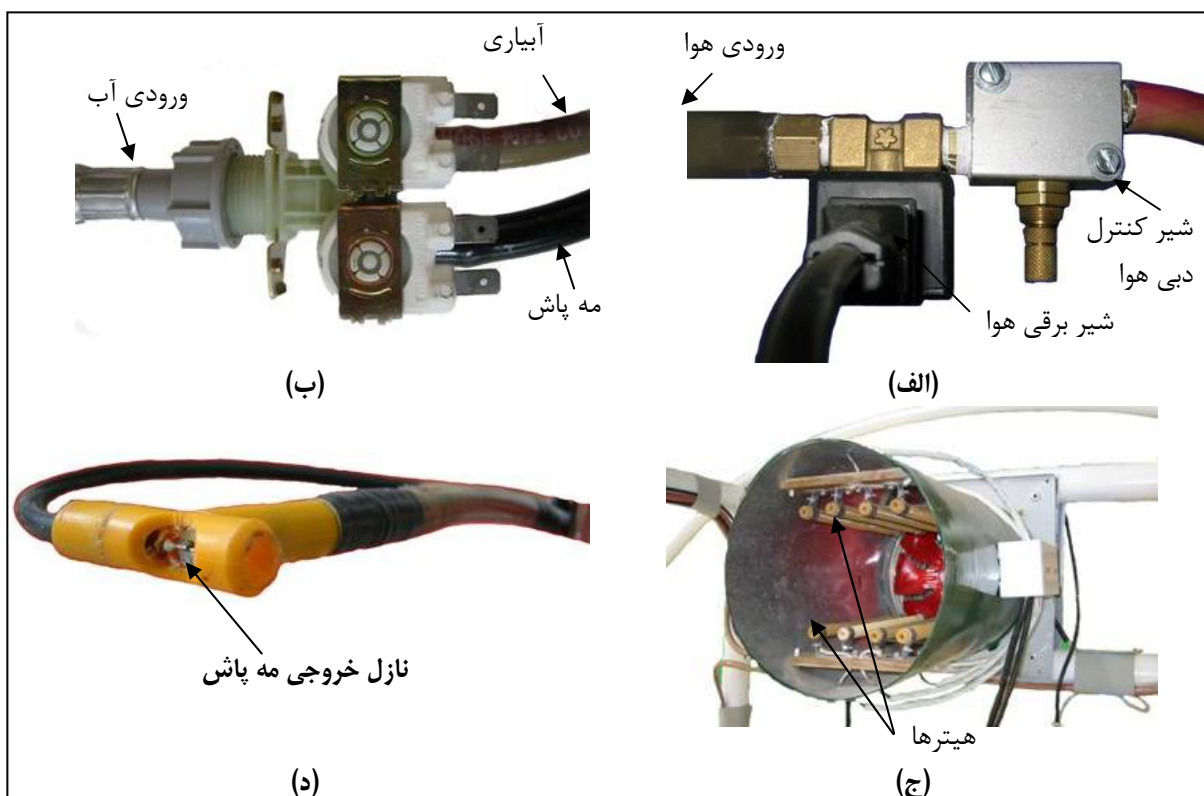 ورودی هوا
شیر کنترل
دبی هوا
شیر برقی هوا
(الف)
آبیاری
ورودی آب
مه پاش
(ب)
هیترها
(ج)
نازل خروجی مه پاش
(د)